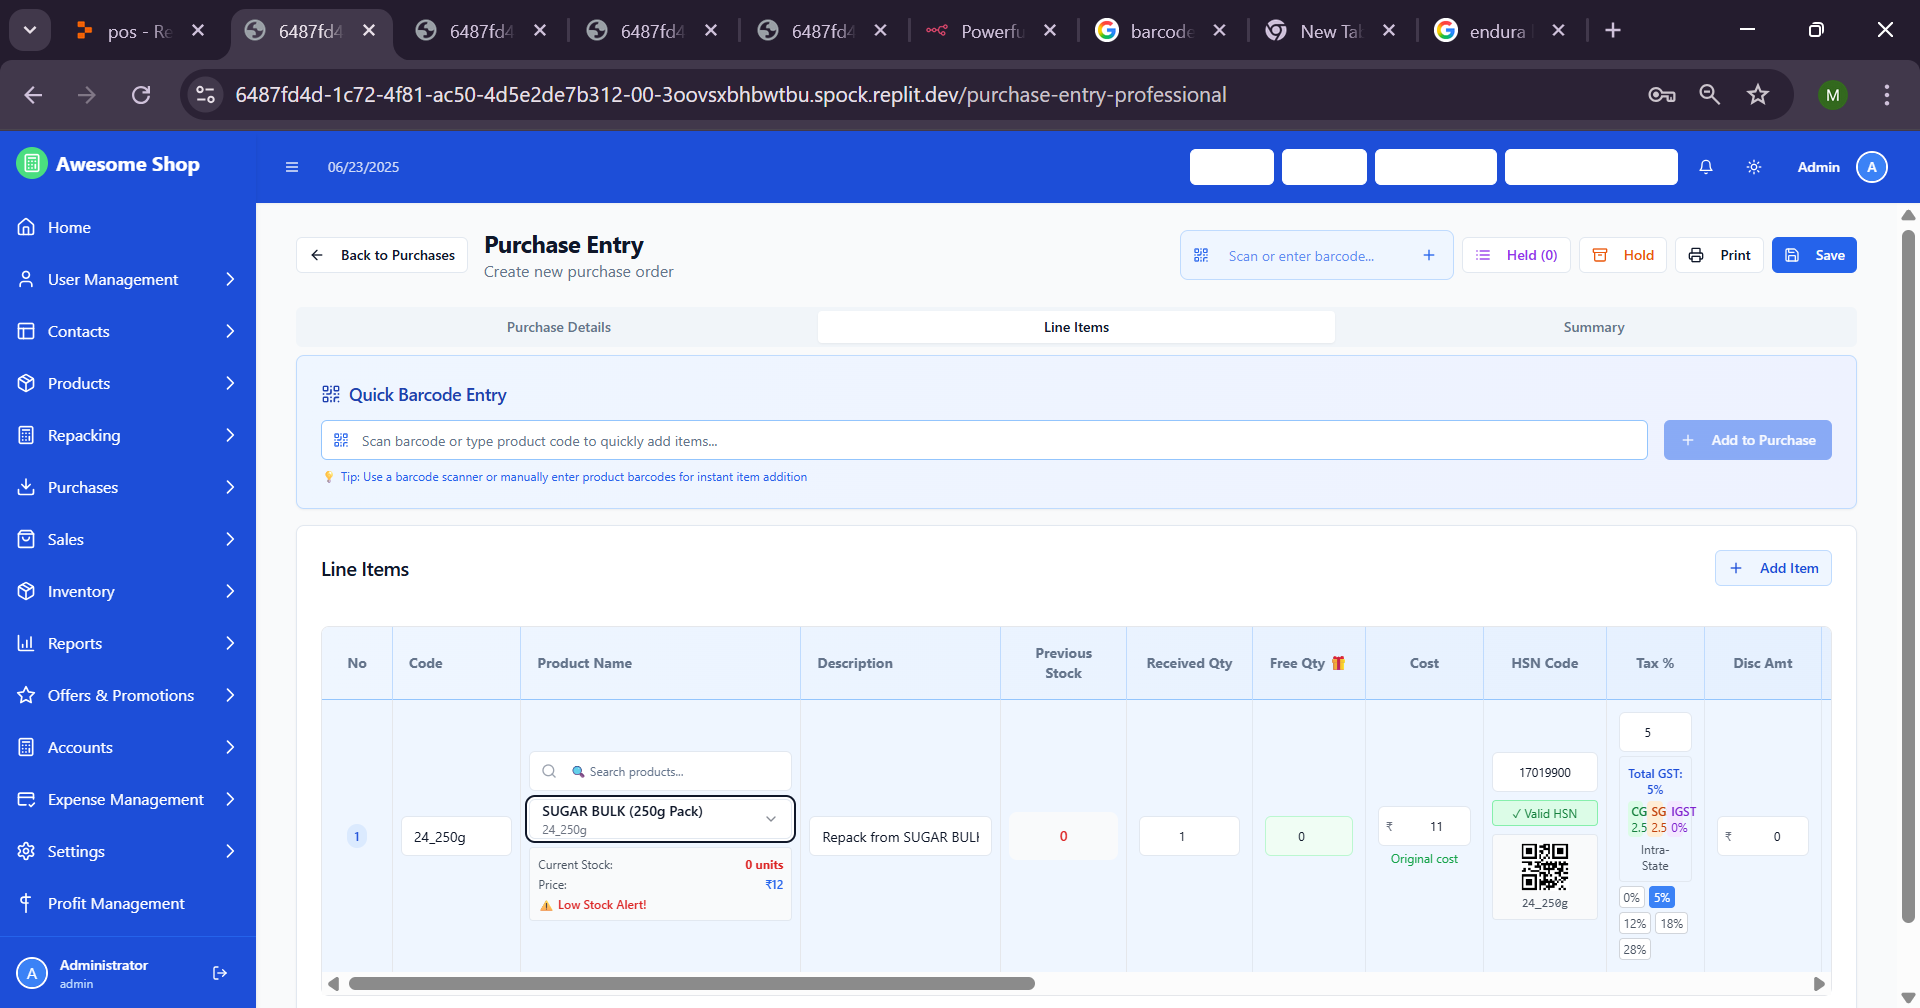 pos - Re
6487fd4
6487fd4
6487fd4
6487fd4
Powerfu
barcode
New Tab
endura
6487fd4d-1c72-4f81-ac50-4d5e2de7b312-00-3oovsxbhbwtbu.spock.replit.dev/purchase-entry-professional
M
Awesome Shop
06/23/2025
Admin
A
Home
User Management
Contacts
Products
Repacking
Purchases
Sales
Inventory
Reports
Offers & Promotions
Accounts
Expense Management
Settings
Profit Management
A
Administrator
admin
Back to Purchases
Purchase Entry
Create new purchase order
Scan or enter barcode...
Held (0)
Hold
Print
Save
Purchase Details
Line Items
Summary
Quick Barcode Entry
Scan barcode or type product code to quickly add items...
Add to Purchase
💡 Tip: Use a barcode scanner or manually enter product barcodes for instant item addition
Line Items
Add Item
No
Code
Product Name
Description
Previous
Stock
Received Qty
Free Qty 🎁
Cost
HSN Code
Tax %
Disc Amt
1
24_250g
🔍 Search products...
SUGAR BULK (250g Pack)
24_250g
Current Stock:
0 units
Price:
₹12
⚠ Low Stock Alert!
Repack from SUGAR BULK
0
1
0
₹ 11
Original cost
17019900
✓ Valid HSN
24_250g
5
Total GST:
5%
CG SG IGST
2.5 2.5 0%
Intra-
State
0% 5%
12% 18%
28%
₹ 0